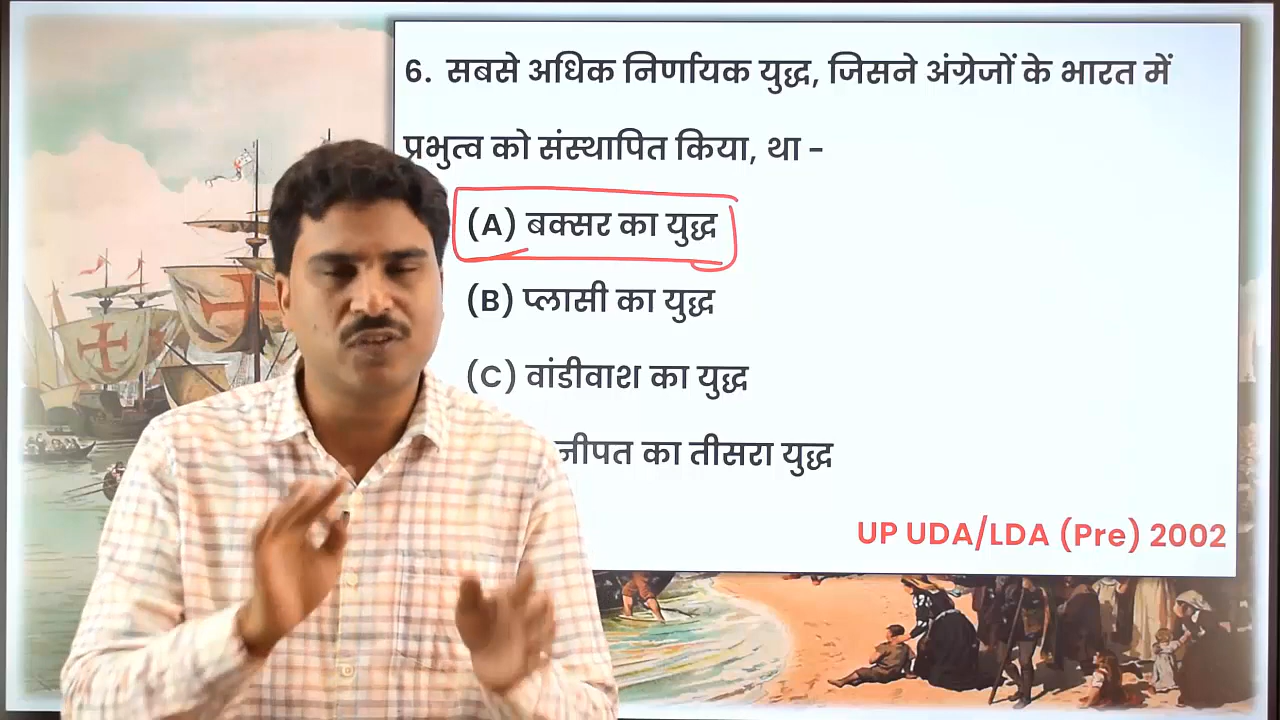 6. सबसे अधिक निर्णायक युद्ध, जिसने अंग्रेजों के भारत में
प्रभुत्व को संस्थापित किया, था -
(A) बक्सर का युद्ध
(B) प्लासी का युद्ध
(C) वांडीवाश का युद्ध
का तीसरा युद्ध
UP UDA/LDA (Pre) 2002